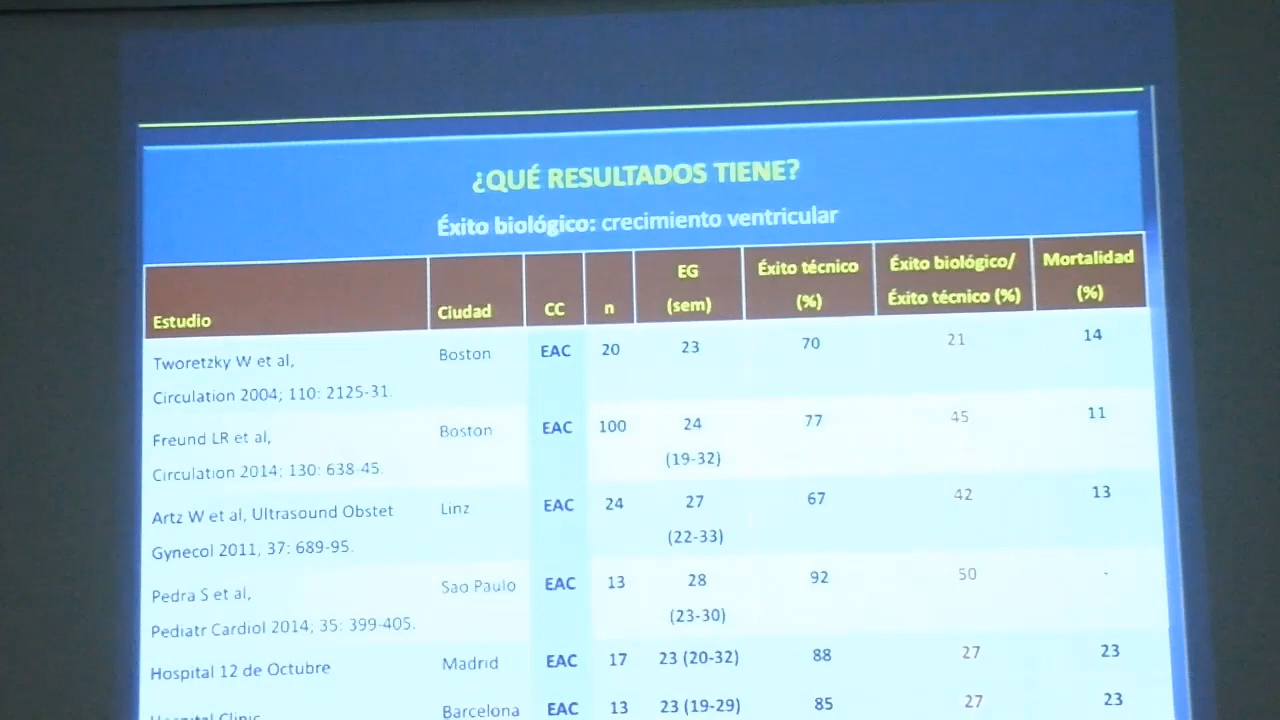 ¿QUÉ RESULTADOS TIENE?
Éxito biológico: crecimiento ventricular
Estudio Ciudad CC n EG (sem) Éxito técnico (%) Éxito biológico/ Éxito técnico (%) Mortalidad (%)
Tworetzky W et al, Boston EAC 20 23 70 21 14
Circulation 2004; 110: 2125-31.
Freund LR et al, Boston EAC 100 24 77 45 11
Circulation 2014; 130: 638-45. (19-32)
Artz W et al, Ultrasound Obstet Linz EAC 24 27 67 42 13
Gynecol 2011, 37: 689-95. (22-33)
Pedra S et al, Sao Paulo EAC 13 28 92 50 -
Pediatr Cardiol 2014; 35: 399-405. (23-30)
Hospital 12 de Octubre Madrid EAC 17 23 (20-32) 88 27 23
Hospital Clinic Barcelona EAC 13 23 (19-29) 85 27 23